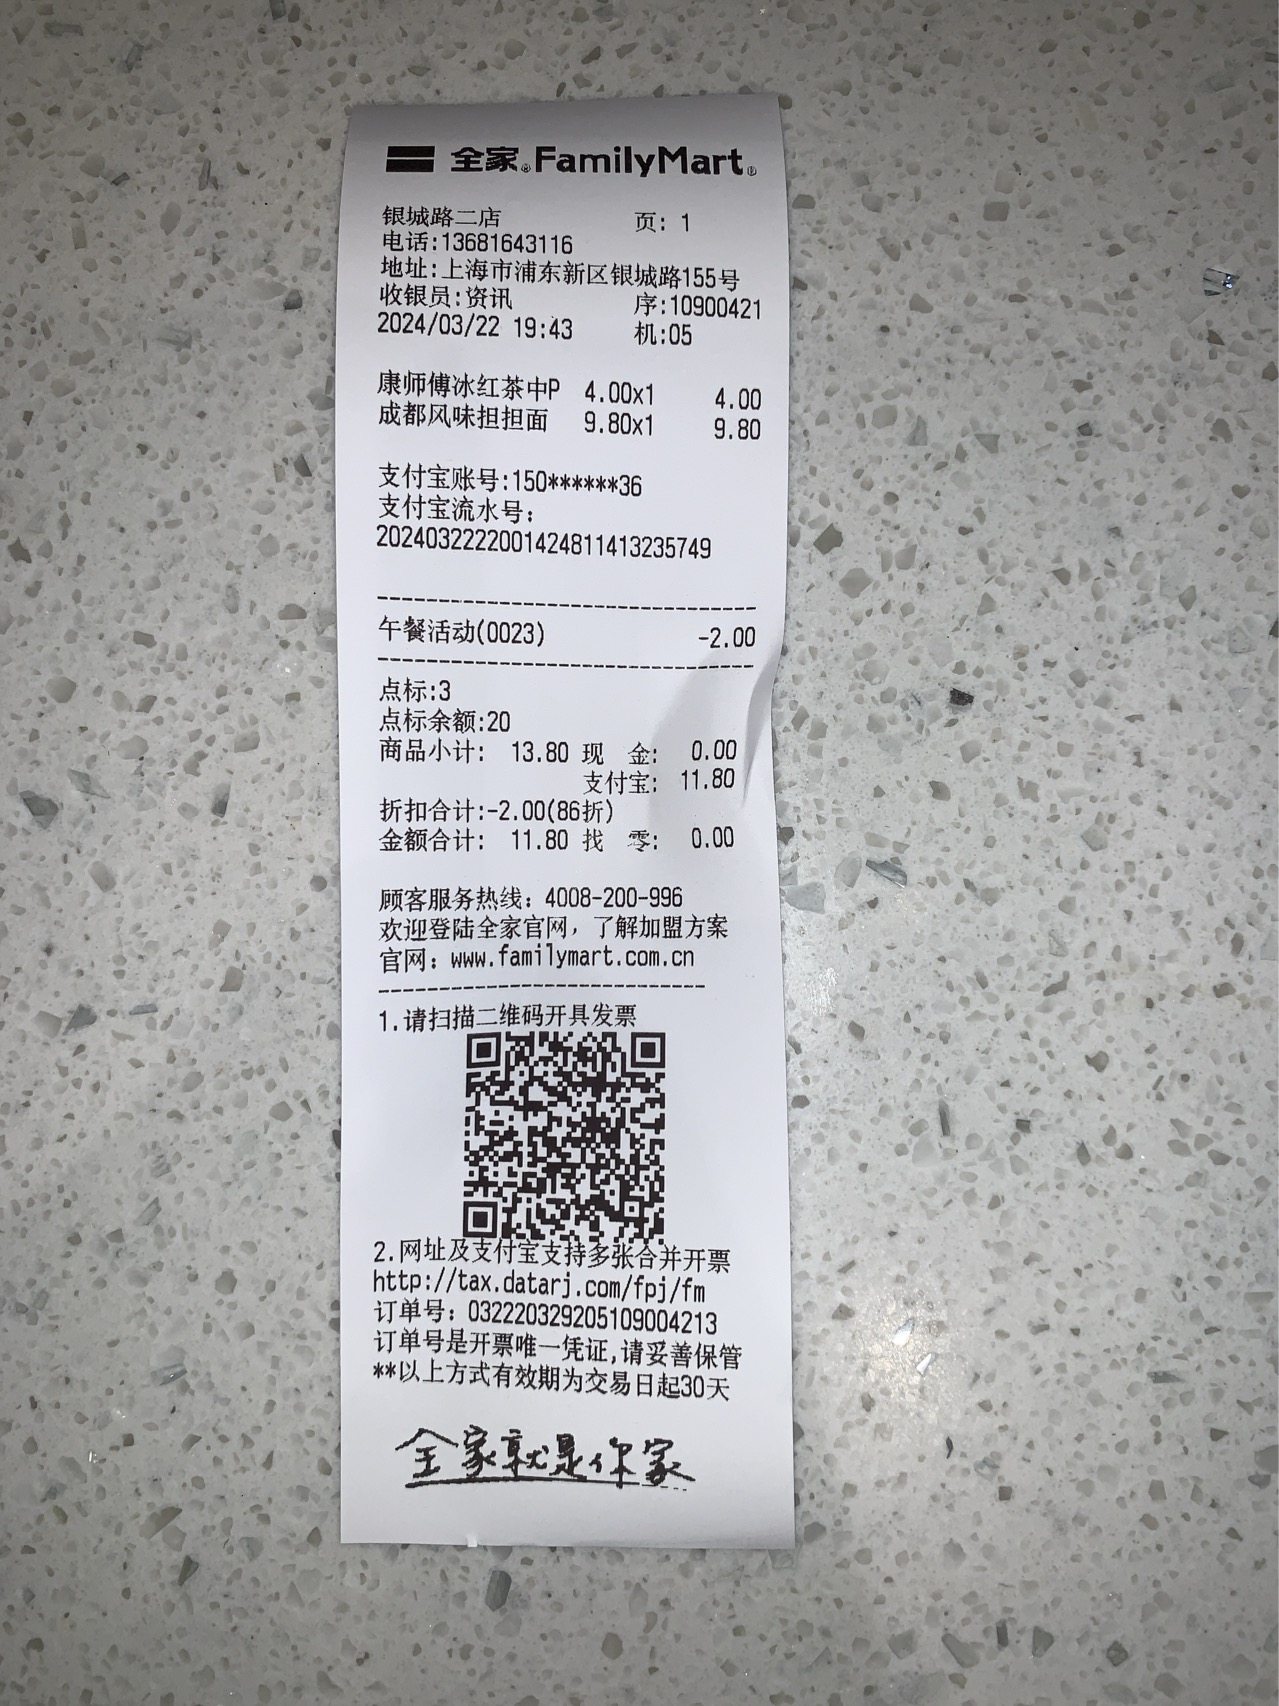 全家 FamilyMart
银城路二店 页: 1
电话:13681643116
地址:上海市浦东新区银城路155号
收银员:资讯 序:10900421
2024/03/22 19:43 机:05
康师傅冰红茶中P 4.00x1 4.00
成都风味担担面 9.80x1 9.80
支付宝账号:150******36
支付宝流水号:
2024032222001424811413235749
午餐活动(0023) -2.00
点标:3
点标余额:20
商品小计: 13.80 现 金: 0.00
支付宝: 11.80
折扣合计:-2.00(86折)
金额合计: 11.80 找 零: 0.00
顾客服务热线: 4008-200-996
欢迎登陆全家官网，了解加盟方案
官网: www.familymart.com.cn
1.请扫描二维码开具发票
2.网址及支付宝支持多张合并开票
http://tax.datarj.com/fpj/fm
订单号: 032220329205109004213
订单号是开票唯一凭证,请妥善保管
**以上方式有效期为交易日起30天
全家就是你家